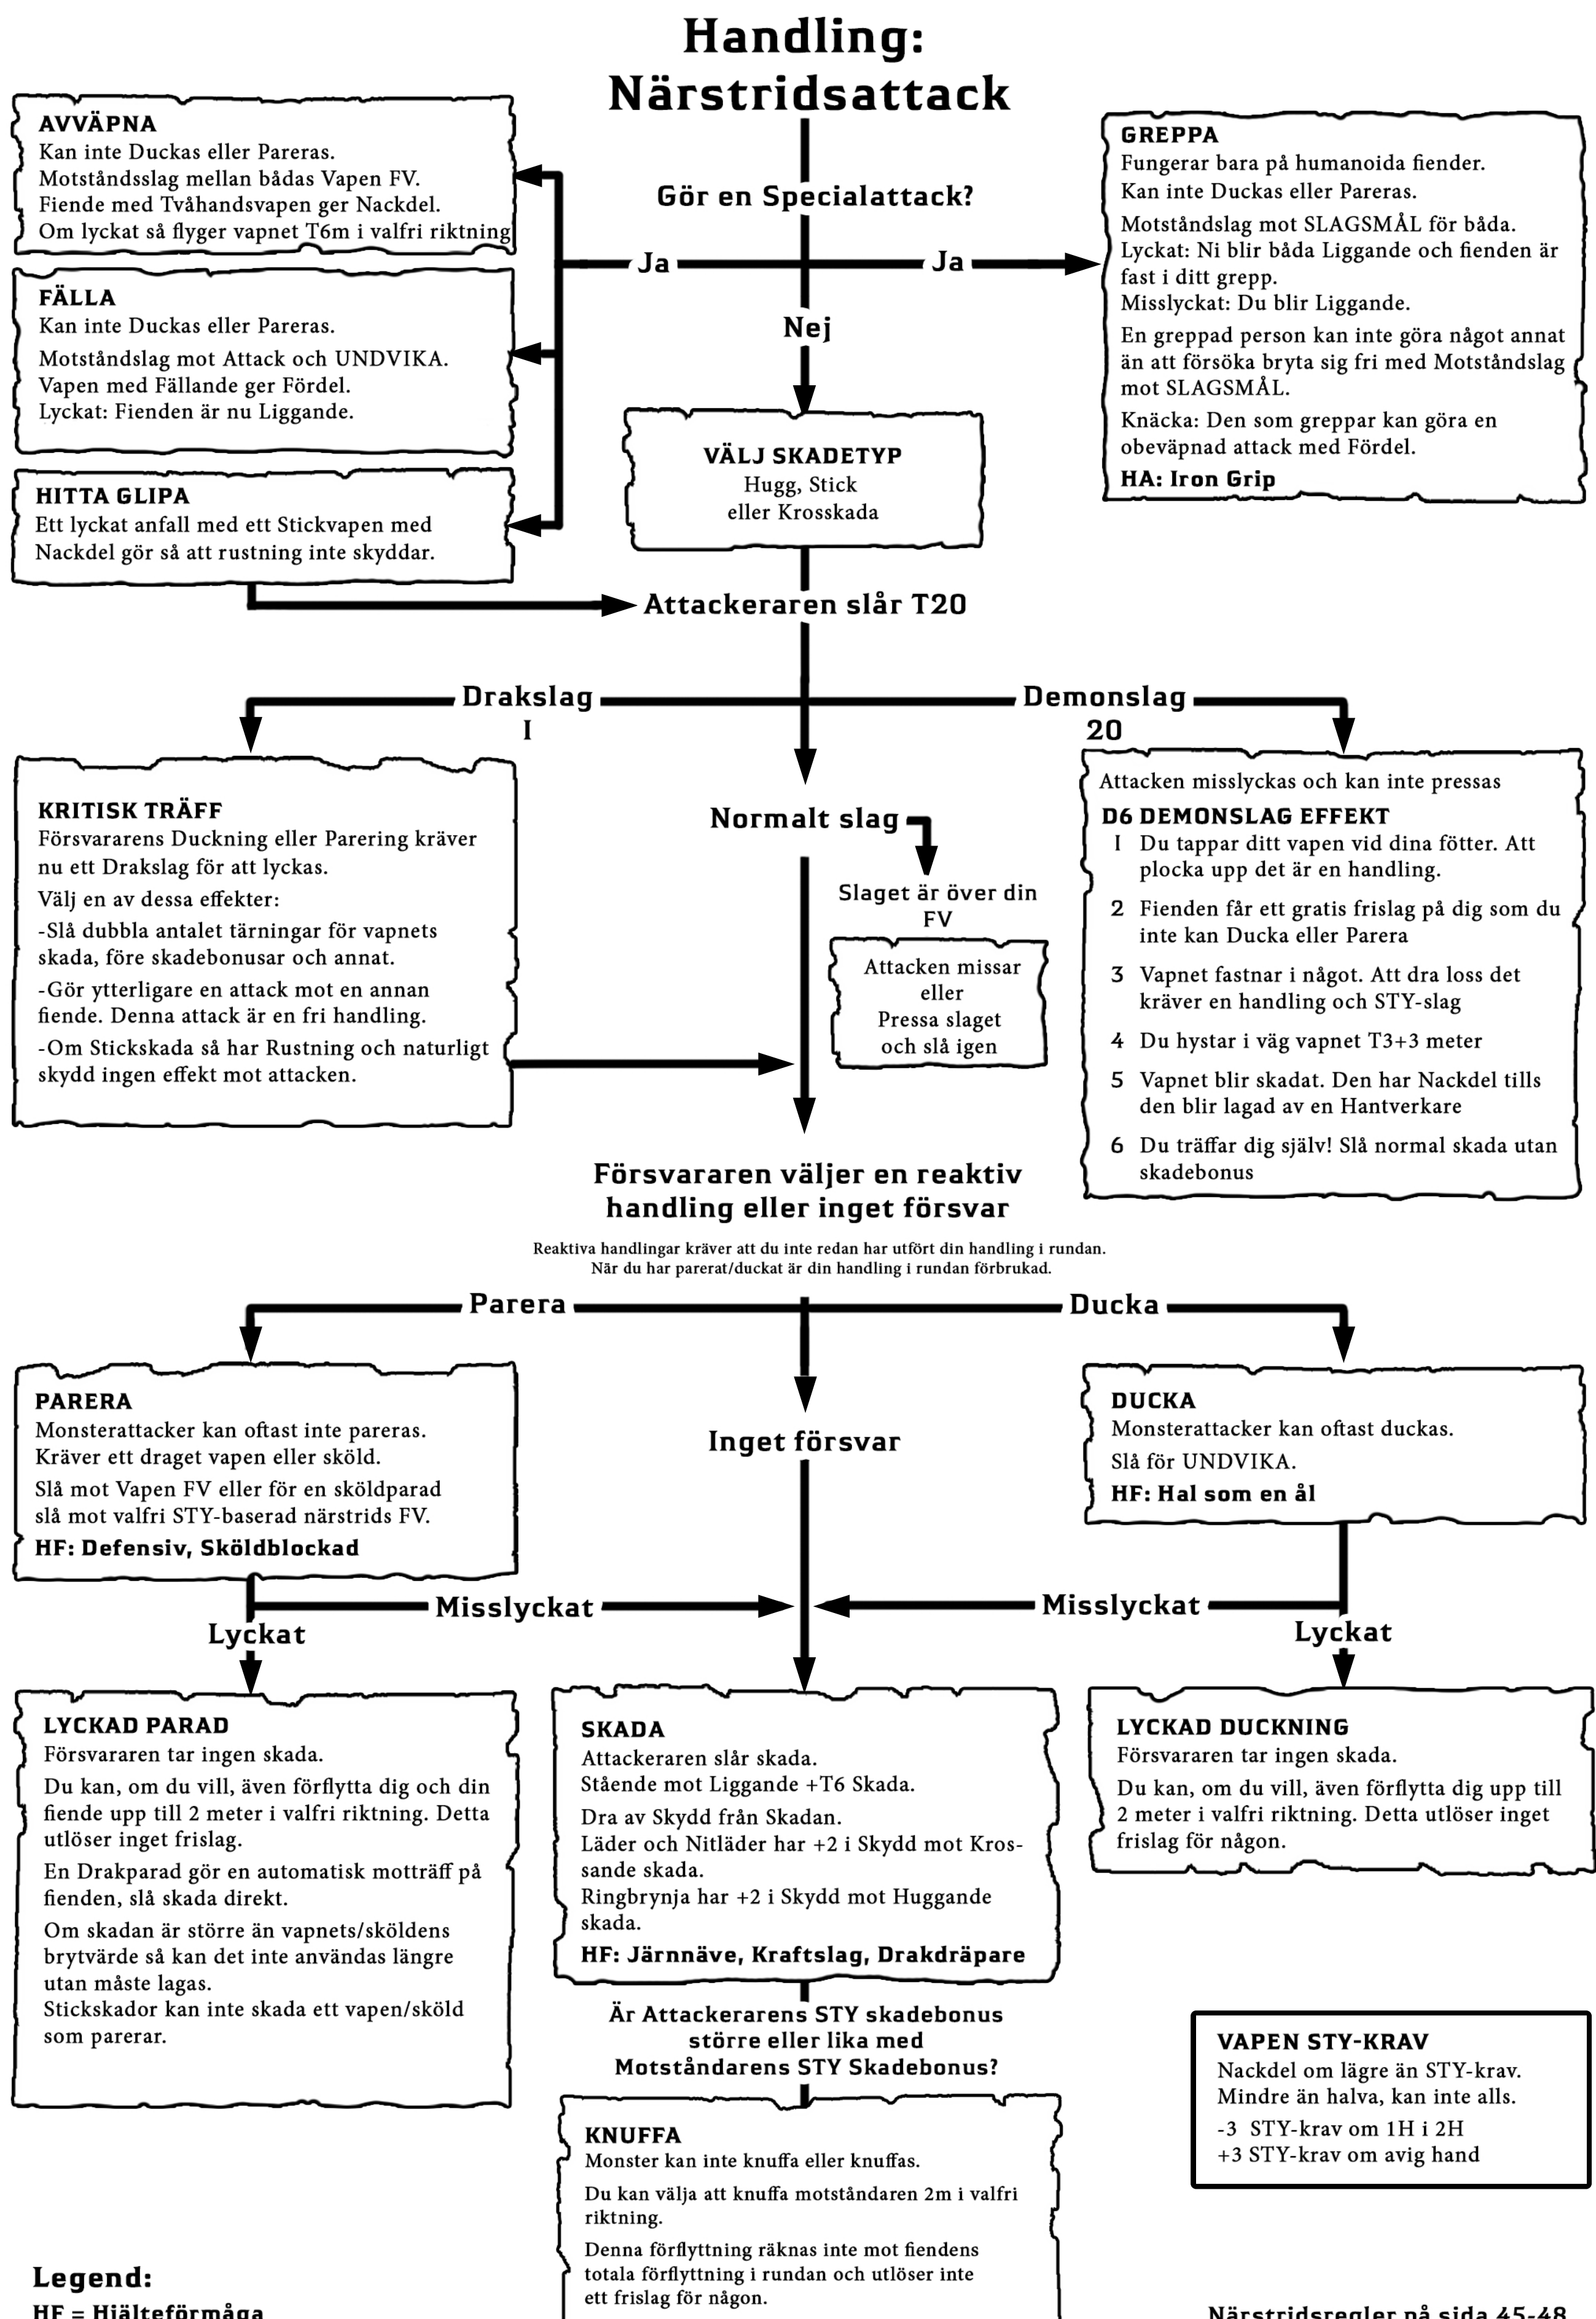 Handling:
Närstridsattack
AVVÄPNA
Kan inte Duckas eller Pareras.
Motståndsslag mellan bådas Vapen FV.
Fiende med Tvåhandsvapen ger Nackdel.
Om lyckat så flyger vapnet T6m i valfri riktning
FÄLLA
Kan inte Duckas eller Pareras.
Motståndslag mot Attack och UNDVIKA.
Vapen med Fällande ger Fördel.
Lyckat: Fienden är nu Liggande.
HITTA GLIPA
Ett lyckat anfall med ett Stickvapen med
Nackdel gör så att rustning inte skyddar.
Gör en Specialattack?
Ja
Ja
Nej
GREPPA
Fungerar bara på humanoida fiender.
Kan inte Duckas eller Pareras.
Motståndslag mot SLAGSMÅL för båda.
Lyckat: Ni blir båda Liggande och fienden är
fast i ditt grepp.
Misslyckat: Du blir Liggande.
En greppad person kan inte göra något annat
än att försöka bryta sig fri med Motståndslag
mot SLAGSMÅL.
Knäcka: Den som greppar kan göra en
obeväpnad attack med Fördel.
HA: Iron Grip
VÄLJ SKADETYP
Hugg, Stick
eller Krosskada
Attackeraren slår T20
Drakslag
1
Demonslag
20
KRITISK TRÄFF
Försvararens Duckning eller Parering kräver
nu ett Drakslag för att lyckas.
Välj en av dessa effekter:
-Slå dubbla antalet tärningar för vapnets
skada, före skadebonusar och annat.
-Gör ytterligare en attack mot en annan
fiende. Denna attack är en fri handling.
-Om Stickskada så har Rustning och naturligt
skydd ingen effekt mot attacken.
Normalt slag
Slaget är över din
FV
Attacken missar
eller
Pressa slaget
och slå igen
Attacken misslyckas och kan inte pressas
D6 DEMONSLAG EFFEKT
1 Du tappar ditt vapen vid dina fötter. Att
plocka upp det är en handling.
2 Fienden får ett gratis frislag på dig som du
inte kan Ducka eller Parera
3 Vapnet fastnar i något. Att dra loss det
kräver en handling och STY-slag
4 Du hystar i väg vapnet T3+3 meter
5 Vapnet blir skadat. Den har Nackdel tills
den blir lagad av en Hantverkare
6 Du träffar dig själv! Slå normal skada utan
skadebonus
Försvararen väljer en reaktiv
handling eller inget försvar
Reaktiva handlingar kräver att du inte redan har utfört din handling i rundan.
När du har parerat/duckat är din handling i rundan förbrukad.
Parera
Ducka
PARERA
Monsterattacker kan oftast inte pareras.
Kräver ett draget vapen eller sköld.
Slå mot Vapen FV eller för en sköldparad
slå mot valfri STY-baserad närstrids FV.
HF: Defensiv, Sköldblockad
Inget försvar
DUCKA
Monsterattacker kan oftast duckas.
Slå för UNDVIKA.
HF: Hal som en ål
Misslyckat
Misslyckat
Lyckat
Lyckat
LYCKAD PARAD
Försvararen tar ingen skada.
Du kan, om du vill, även förflytta dig och din
fiende upp till 2 meter i valfri riktning. Detta
utlöser inget frislag.
En Drakparad gör en automatisk motträff på
fienden, slå skada direkt.
Om skadan är större än vapnets/sköldens
brytvärde så kan det inte användas längre
utan måste lagas.
Stickskador kan inte skada ett vapen/sköld
som parerar.
SKADA
Attackeraren slår skada.
Stående mot Liggande +T6 Skada.
Dra av Skydd från Skadan.
Läder och Nitläder har +2 i Skydd mot Kros-
sande skada.
Ringbrynja har +2 i Skydd mot Huggande
skada.
HF: Järnnäve, Kraftslag, Drakdräpare
LYCKAD DUCKNING
Försvararen tar ingen skada.
Du kan, om du vill, även förflytta dig upp till
2 meter i valfri riktning. Detta utlöser inget
frislag för någon.
Är Attackerarens STY skadebonus
större eller lika med
Motståndarens STY Skadebonus?
KNUFFA
Monster kan inte knuffa eller knuffas.
Du kan välja att knuffa motståndaren 2m i valfri
riktning.
Denna förflyttning räknas inte mot fiendens
totala förflyttning i rundan och utlöser inte
ett frislag för någon.
VAPEN STY-KRAV
Nackdel om lägre än STY-krav.
Mindre än halva, kan inte alls.
-3 STY-krav om 1H i 2H
+3 STY-krav om avig hand
Legend:
HF = Hjälteförmåga
Närstridsregler på sida 45-48